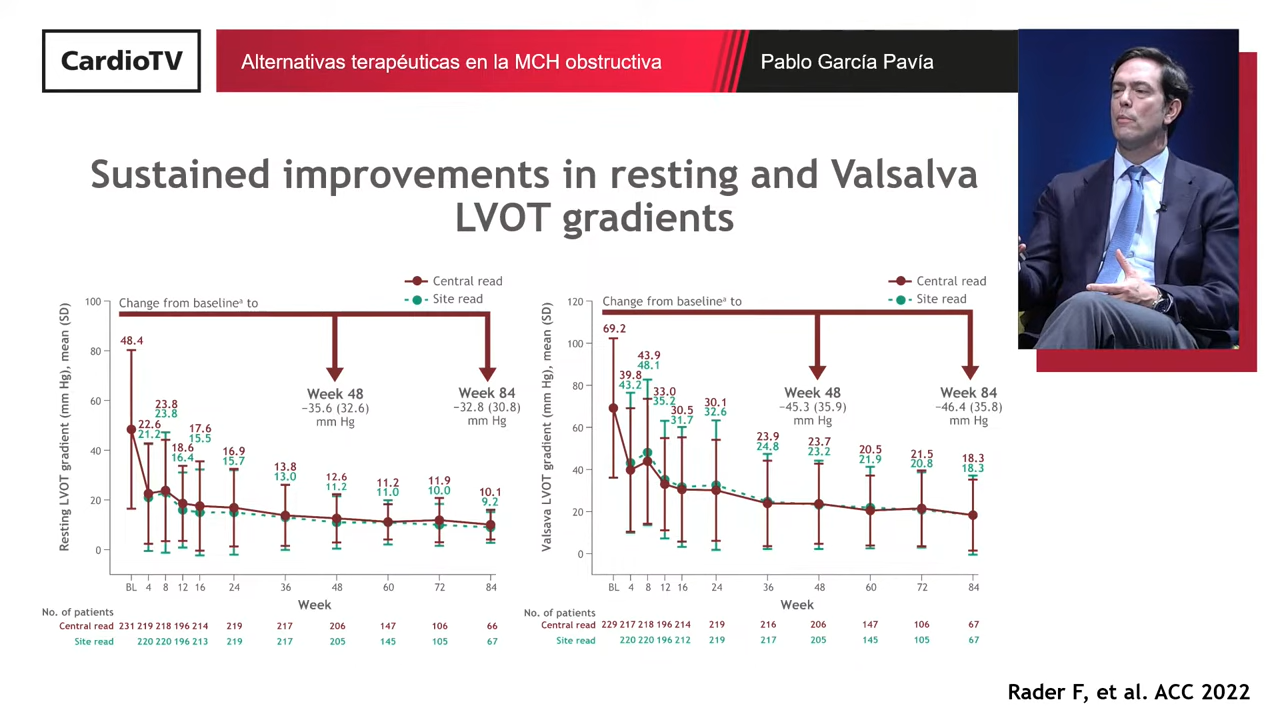 CardioTV
Alternativas terapéuticas en la MCH obstructiva
Pablo García Pavía
Sustained improvements in resting and Valsalva
LVOT gradients
Central read
Site read
Resting LVOT gradient (mm Hg), mean (SD)
100
80
60
40
20
0
Change from baselineᵃ to
48.4
22.6
21.2
23.8
23.8
18.6
16.4
17.6
15.5
16.9
15.7
13.8
13.0
12.6
11.2
11.2
11.0
11.9
10.0
10.1
9.2
Week 48
−35.6 (32.6)
mm Hg
Week 84
−32.8 (30.8)
mm Hg
BL 4 8 12 16 24 36 48 60 72 84
Week
No. of patients
Central read 231 219 218 196 214 219 217 206 147 106 66
Site read 220 220 196 213 219 217 205 145 105 67
Central read
Site read
Valsava LVOT gradient (mm Hg), mean (SD)
120
100
80
60
40
20
0
Change from baselineᵃ to
69.2
39.8
43.2
43.9
48.1
33.0
35.2
30.5
31.7
30.1
32.6
23.9
24.8
23.7
23.2
20.5
21.9
21.5
20.8
18.3
18.3
Week 48
−45.3 (35.9)
mm Hg
Week 84
−46.4 (35.8)
mm Hg
BL 4 8 12 16 24 36 48 60 72 84
Week
No. of patients
Central read 229 217 218 196 214 219 216 206 147 106 67
Site read 220 220 196 212 219 217 205 145 105 67
Rader F, et al. ACC 2022